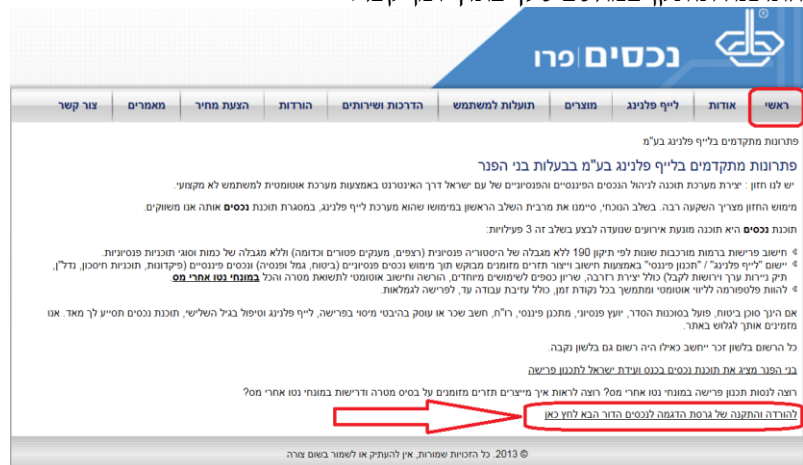 נכסים|פרו
ראשי אודות לייף פלנינג מוצרים תועלות למשתמש הדרכות ושירותים הורדות הצעת מחיר מאמרים צור קשר
פתרונות מתקדמים בלייף פלנינג בע"מ
פתרונות מתקדמים בלייף פלנינג בע"מ בבעלות בני הפנר
יש לנו חזון : יצירת מערכת תוכנה לניהול הנכסים הפיננסיים והפנסיוניים של עם ישראל דרך האינטרנט באמצעות מערכת אוטומטית למשתמש לא מקצועי.
מימוש החזון מצריך השקעה רבה. בשלב הנוכחי, סיימנו את מרבית השלב הראשון במימושו שהוא מערכת לייף פלנינג, במסגרת תוכנת נכסים אותה אנו משווקים.
תוכנת נכסים היא תוכנה מונעת אירועים שנועדה לבצע בשלב זה 3 פעילויות:
חישוב פרישות ברמות מורכבות שונות לפי תיקון 190 ללא מגבלה של היסטוריה פנסיונית (רצפים, מענקים פטורים וכדומה) וללא מגבלה של כמות וסוגי תוכניות פנסיוניות.
יישום "לייף פלנינג" / "תכנון פיננסי" באמצעות חישוב וייצור תזרים מזומנים מבוקש תוך מימוש נכסים פנסיוניים (ביטוח, גמל ופנסיה) ונכסים פיננסיים (פיקדונות, תוכניות חיסכון, נדל"ן,
תיק ניירות ערך וירושות לקבל) כולל יצירת רזרבה, שריון כספים לשימושים מיוחדים, הורשה וחישוב אוטומטי לתשואת מטרה והכל במונחי נטו אחרי מס
להוות פלטפורמה לליווי אוטומטי ומתמשך בכל נקודת זמן, כולל עזיבת עבודה עד, לפרישה לגמלאות.
אם הינך סוכן ביטוח, פועל בסוכנות הסדר, יועץ פנסיוני, מתכנן פיננסי, רו"ח, חשב שכר או עוסק בהיבטי מיסוי בפרישה, לייף פלנינג וטיפול בגיל השלישי, תוכנת נכסים תסייע לך מאד. אנו
מזמינים אותך לגלוש באתר.
כל הרשום בלשון זכר ייחשב כאילו היה רשום גם בלשון נקבה.
בני הפנר מציג את תוכנת נכסים בכנס ועידת ישראל לתכנון פרישה
רוצה לנסות תכנון פרישה במונחי נטו אחרי מס? רוצה לראות איך מייצרים תזרים מזומנים על בסיס מטרה ודרישות במונחי נטו אחרי מס?
להורדה והתקנה של גרסת הדגמה לנכסים הדור הבא לחץ כאן
© 2013. כל הזכויות שמורות, אין להעתיק או לשמור בשום צורה